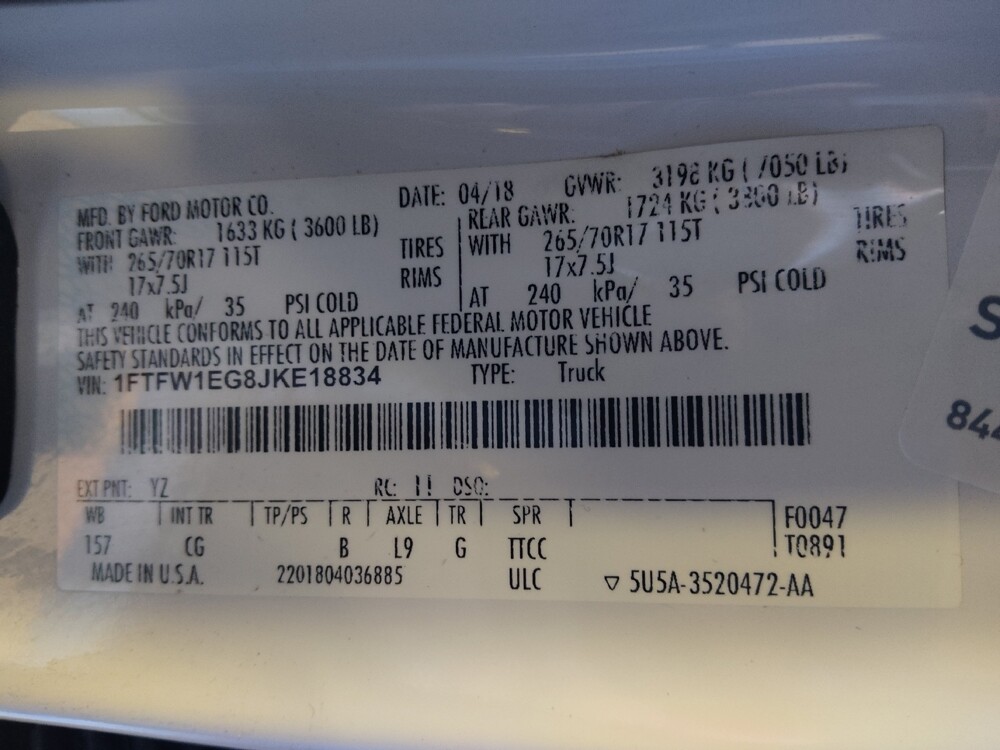 MFD. BY FORD MOTOR CO. DATE: 04/18 GVWR: 3198 KG ( 7050 LB)
FRONT GAWR: 1633 KG ( 3600 LB) REAR GAWR: 1724 KG ( 3800 LB)
WITH 265/70R17 115T TIRES WITH 265/70R17 115T TIRES
17x7.5J RIMS 17x7.5J RIMS
AT 240 kPa/ 35 PSI COLD AT 240 kPa/ 35 PSI COLD
THIS VEHICLE CONFORMS TO ALL APPLICABLE FEDERAL MOTOR VEHICLE
SAFETY STANDARDS IN EFFECT ON THE DATE OF MANUFACTURE SHOWN ABOVE.
VIN: 1FTFW1EG8JKE18834 TYPE: Truck
EXT PNT: YZ RC: 11 DSO:
WB INT TR TP/PS R AXLE TR SPR F0047
157 CG B L9 G TTCC T0891
MADE IN U.S.A. 2201804036885 ULC ▽ 5U5A-3520472-AA
S
844